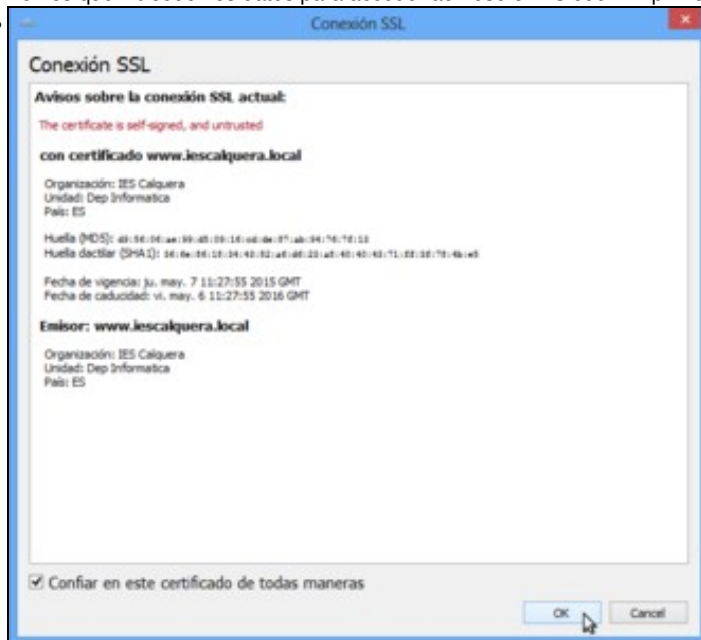 Conexión SSL
Conexión SSL
Avisos sobre la conexión SSL actual:
The certificate is self-signed, and untrusted
con certificado www.iescalquera.local
Organización: IES Calquera
Unidad: Dep Informatica
País: ES
Huella (MD5):
Huella dactilar (SHA1):
Fecha de vigencia: ju. may. 7 11:27:55 2015 GMT
Fecha de caducidad: vi. may. 6 11:27:55 2016 GMT
Emisor: www.iescalquera.local
Organización: IES Calquera
Unidad: Dep Informatica
País: ES
Confiar en este certificado de todas maneras
OK
Cancel